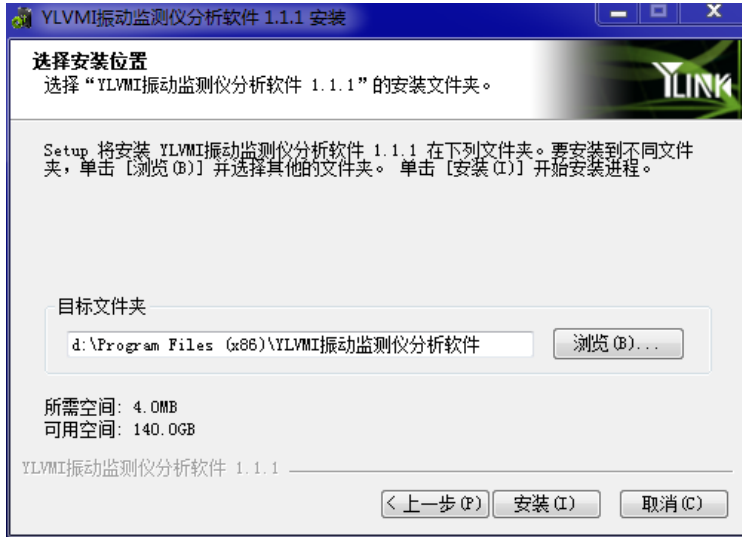 YLVMI振动监测仪分析软件 1.1.1 安装
选择安装位置
选择“YLVMI振动监测仪分析软件 1.1.1”的安装文件夹。
YLINK
Setup 将安装 YLVMI振动监测仪分析软件 1.1.1 在下列文件夹。要安装到不同文件
夹，单击 [浏览(B)] 并选择其他的文件夹。 单击 [安装(I)] 开始安装进程。
目标文件夹
d:\Program Files (x86)\YLVMI振动监测仪分析软件
浏览(B)...
所需空间: 4.0MB
可用空间: 140.0GB
YLVMI振动监测仪分析软件 1.1.1
< 上一步(P) 安装(I) 取消(C)